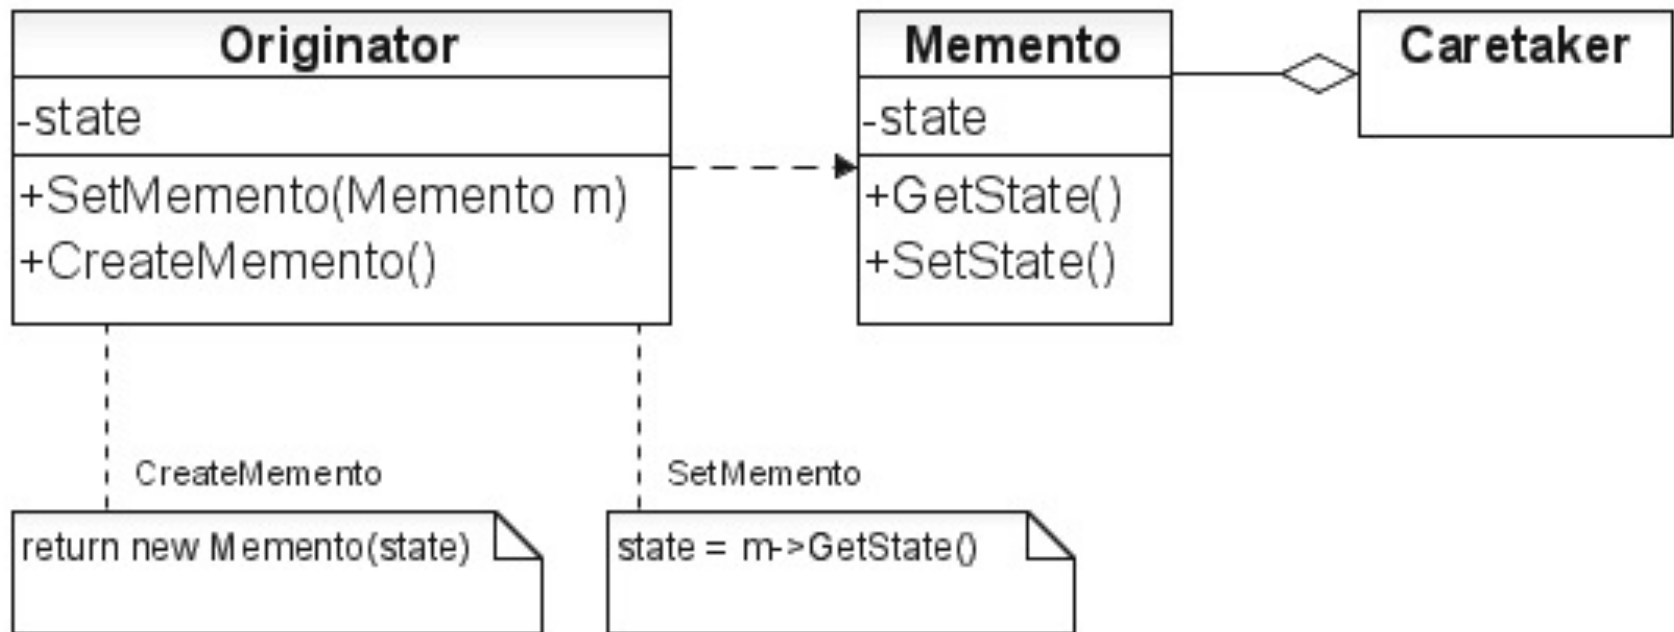 Originator
-state
+SetMemento(Memento m)
+CreateMemento()
Memento
-state
+GetState()
+SetState()
Caretaker
CreateMemento
return new Memento(state)
SetMemento
state = m->GetState()